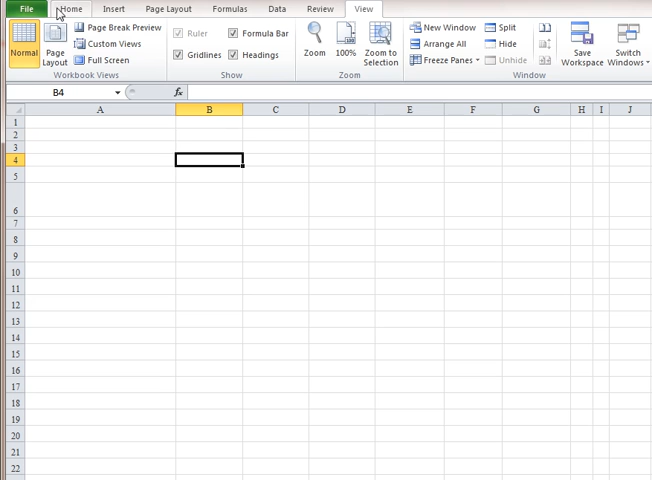 File Home Insert Page Layout Formulas Data Review View
Normal Page Layout Page Break Preview Custom Views Full Screen
Ruler Formula Bar Gridlines Headings
Zoom 100% Zoom to Selection
New Window Arrange All Freeze Panes Split Hide Unhide
Save Workspace Switch Windows
Workbook Views Show Zoom Window
B4 fx
A B C D E F G H I J
1
2
3
4
5
6
7
8
9
10
11
12
13
14
15
16
17
18
19
20
21
22